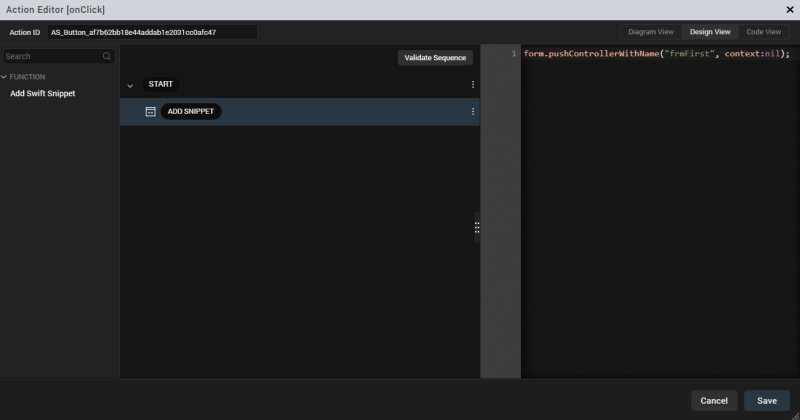 Action Editor [onClick]
Action ID AS_Button_af7b62bb18e44addab1e2031cc0afc47 Diagram View Design View Code View
Search
Validate Sequence
FUNCTION
Add Swift Snippet
START
ADD SNIPPET
1 form.pushControllerWithName("frmFirst", context:nil);
Cancel Save